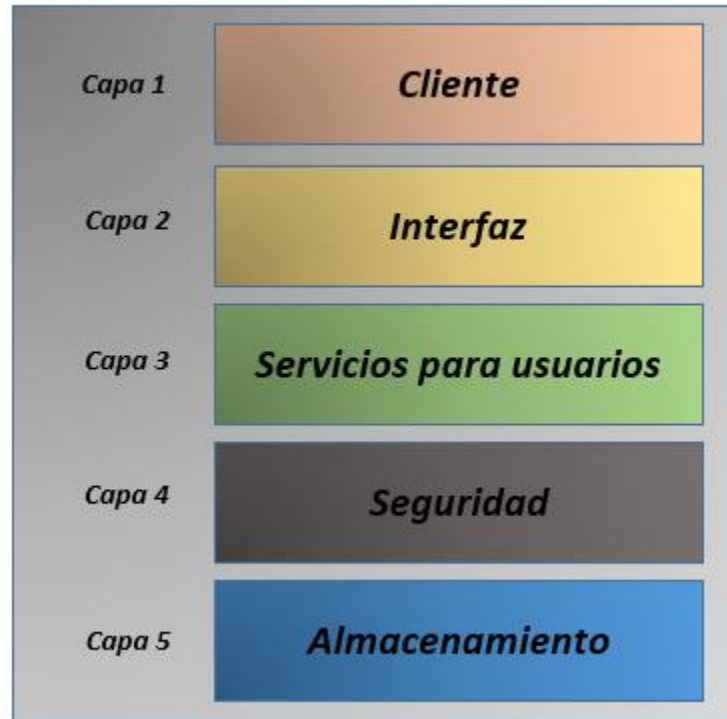 Capa 1
Cliente
Capa 2
Interfaz
Capa 3
Servicios para usuarios
Capa 4
Seguridad
Capa 5
Almacenamiento